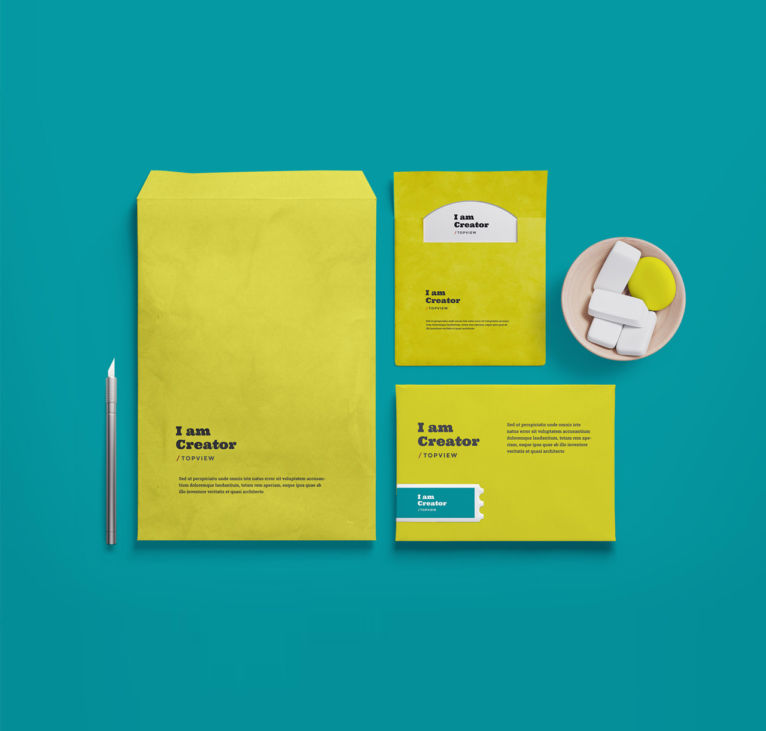 I am
Creator
/TOPVIEW
Sed ut perspiciatis unde omnis iste natus error sit voluptatem accusan-
tium doloremque laudantium, totam rem aperiam, eaque ipsa quae ab
illo inventore veritatis et quasi architecto
I am
Creator
/TOPVIEW
I am
Creator
/TOPVIEW
I am
Creator
/TOPVIEW
Sed ut perspiciatis unde omnis iste
natus error sit voluptatem accusantium
doloremque laudantium, totam rem ape-
riam, eaque ipsa quae ab illo inventore
veritatis et quasi architecto
I am
Creator
/TOPVIEW